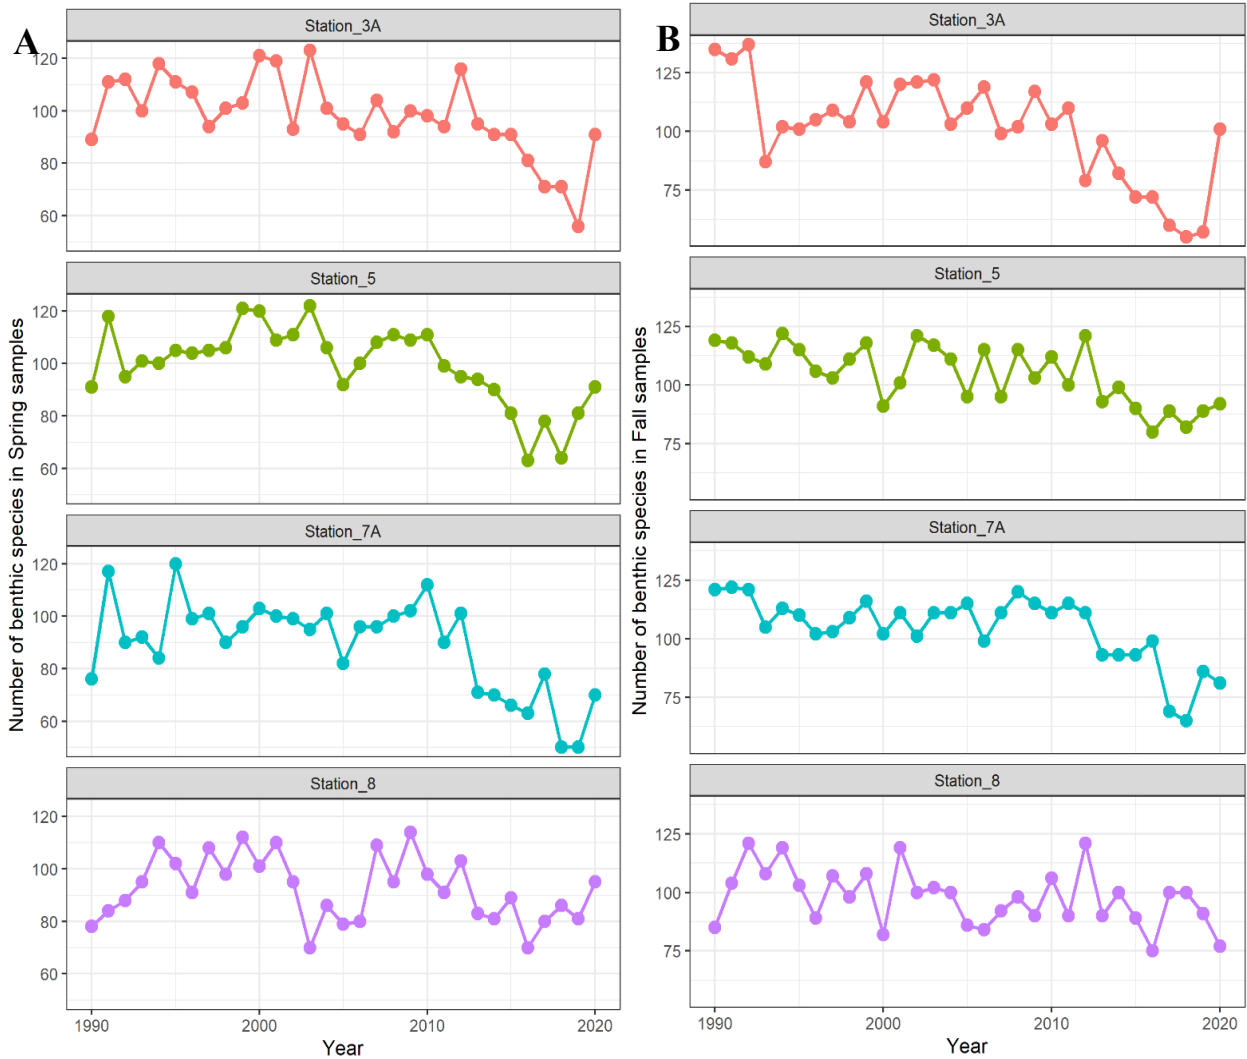 A
Number of benthic species in Spring samples
Station_3A
120
100
80
60
Station_5
120
100
80
60
Station_7A
120
100
80
60
Station_8
120
100
80
60
1990 2000 2010 2020
Year
B
Number of benthic species in Fall samples
Station_3A
125
100
75
Station_5
125
100
75
Station_7A
125
100
75
Station_8
125
100
75
1990 2000 2010 2020
Year